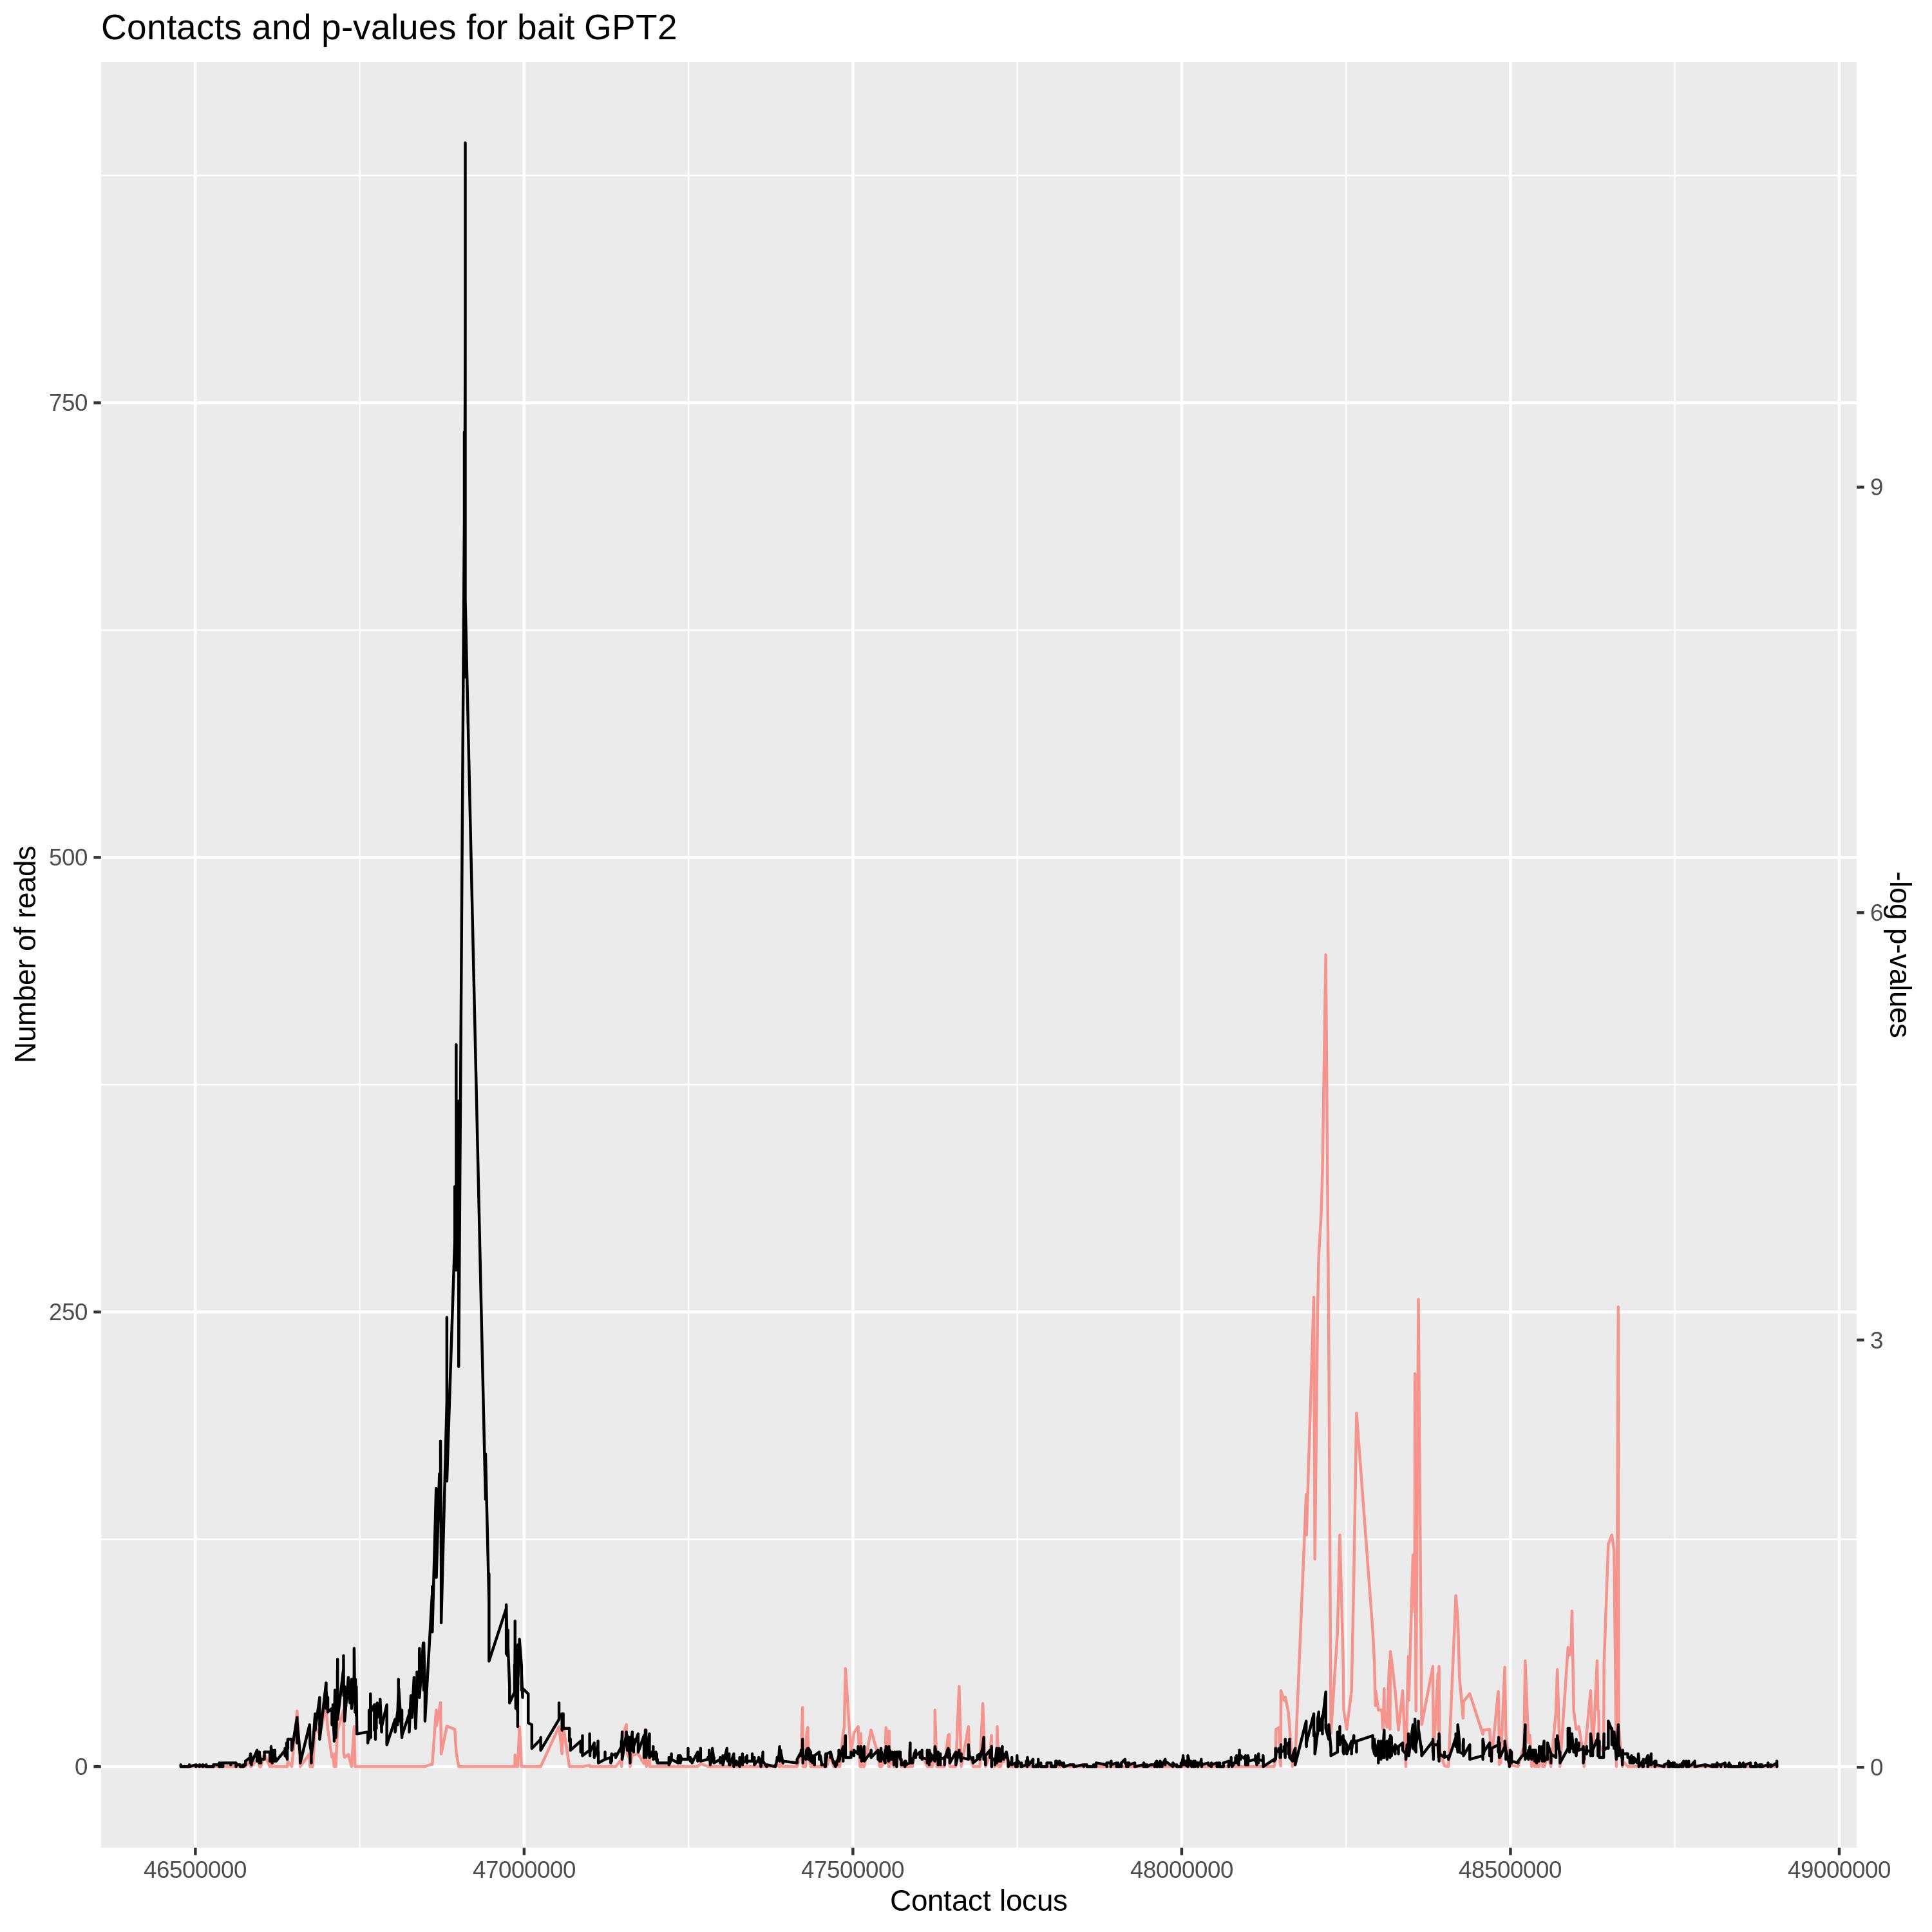 Contacts and p-values for bait GPT2
Number of reads
750
500
250
0
9
6
3
0
-log p-values
46500000 47000000 47500000 48000000 48500000 49000000
Contact locus